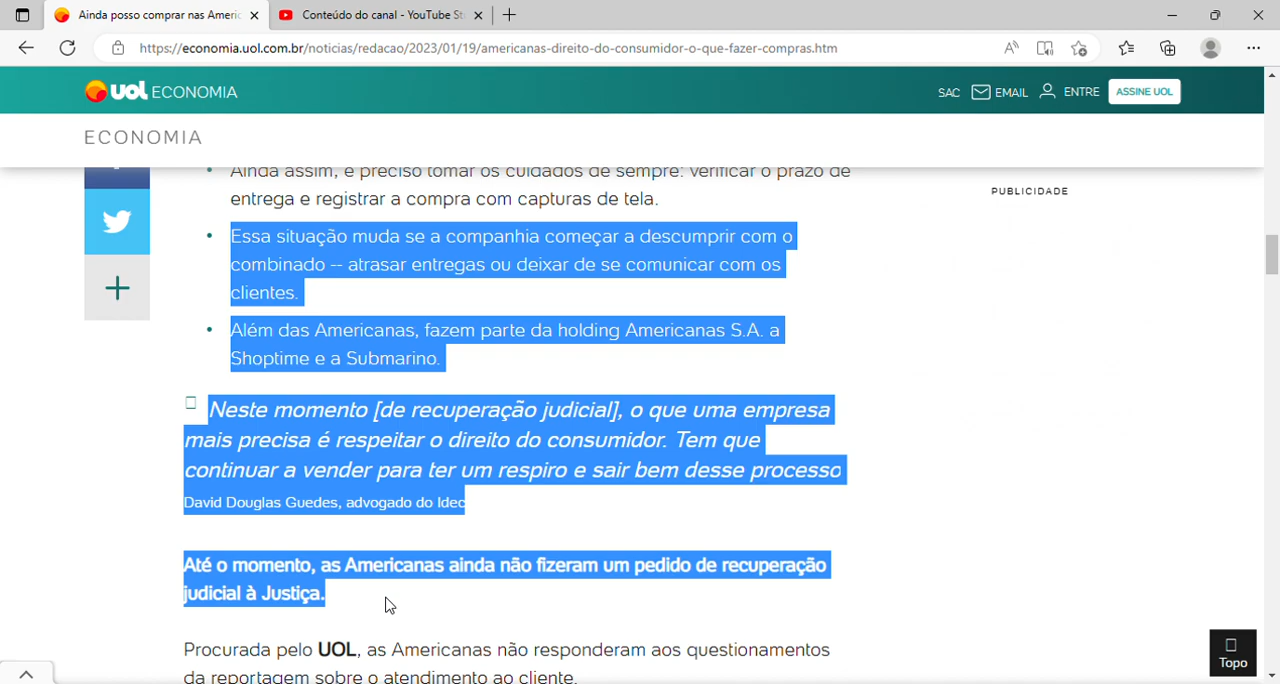 Ainda posso comprar nas Americ
Conteúdo do canal - YouTube St
https://economia.uol.com.br/noticias/redacao/2023/01/19/americanas-direito-do-consumidor-o-que-fazer-compras.htm
UOL ECONOMIA
SAC EMAIL ENTRE ASSINE UOL
ECONOMIA
Ainda assim, é preciso tomar os cuidados de sempre: verificar o prazo de
entrega e registrar a compra com capturas de tela.
PUBLICIDADE
Essa situação muda se a companhia começar a descumprir com o
combinado -- atrasar entregas ou deixar de se comunicar com os
clientes.
Além das Americanas, fazem parte da holding Americanas S.A. a
Shoptime e a Submarino.
Neste momento [de recuperação judicial], o que uma empresa
mais precisa é respeitar o direito do consumidor. Tem que
continuar a vender para ter um respiro e sair bem desse processo
David Douglas Guedes, advogado do Idec
Até o momento, as Americanas ainda não fizeram um pedido de recuperação
judicial à Justiça.
Procurada pelo UOL, as Americanas não responderam aos questionamentos
da reportagem sobre o atendimento ao cliente.
Topo